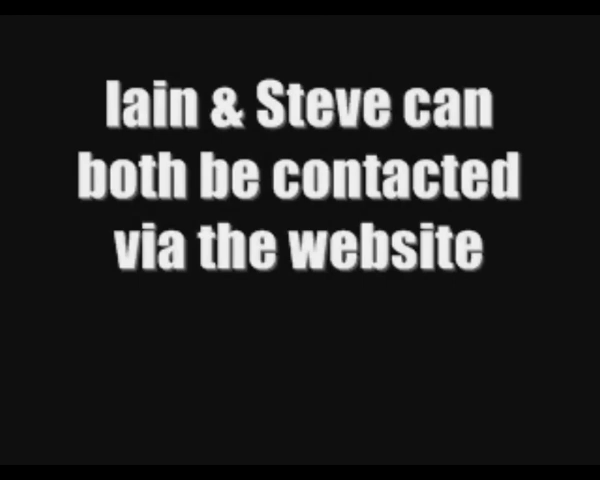 Iain & Steve can
both be contacted
via the website